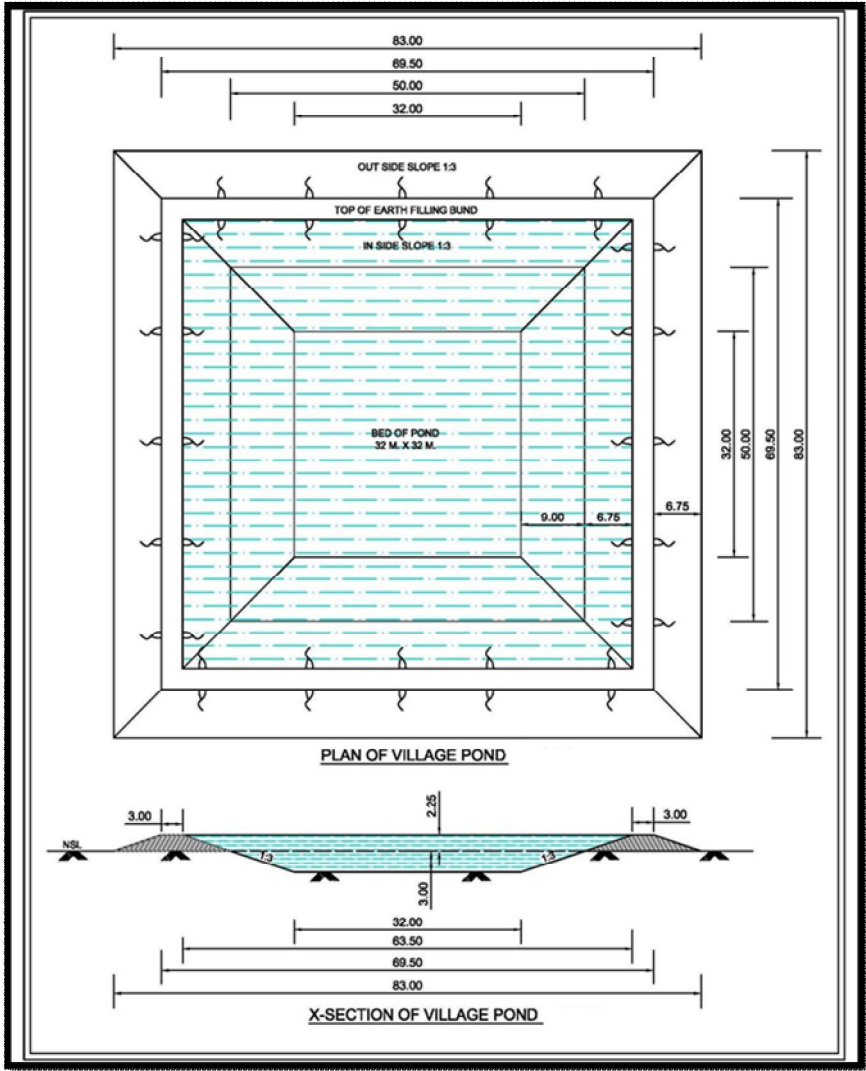 83.00
69.50
50.00
32.00
OUT SIDE SLOPE 1:3
TOP OF EARTH FILLING BUND
IN SIDE SLOPE 1:3
BED OF POND
32 M. X 32 M.
9.00
6.75
6.75
32.00
50.00
69.50
83.00
PLAN OF VILLAGE POND
3.00
2.25
3.00
NSL
1:3
1:3
3.00
32.00
63.50
69.50
83.00
X-SECTION OF VILLAGE POND